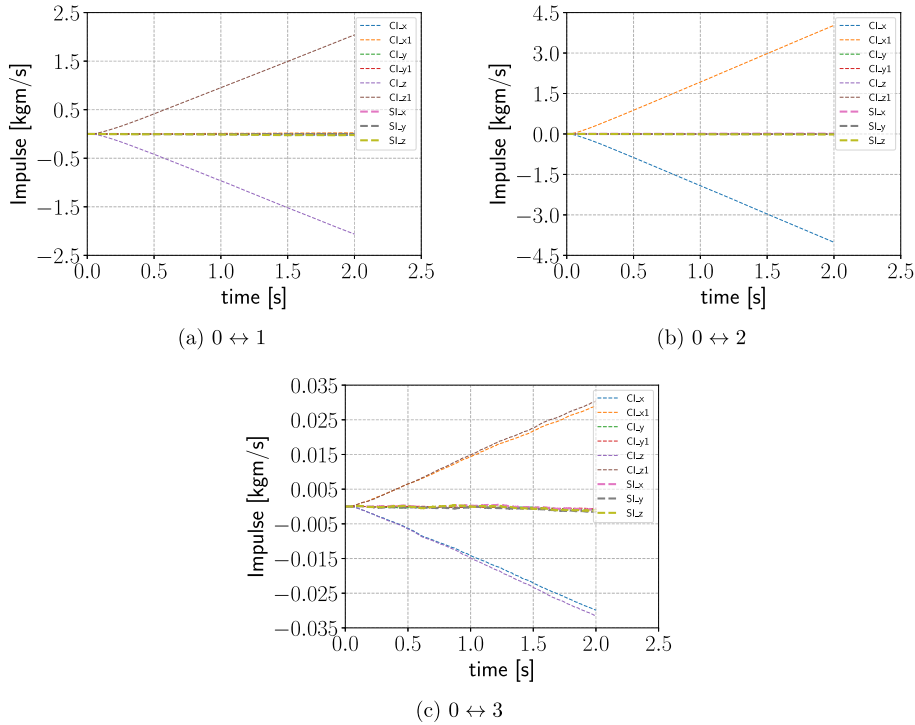 2.5
1.5
0.5
−0.5
−1.5
−2.5
Impulse [kgm/s]
0.0 0.5 1.0 1.5 2.0 2.5
time [s]
CI_x
CI_x1
CI_y
CI_y1
CI_z
CI_z1
SI_x
SI_y
SI_z
(a) 0 ↔ 1
4.5
3.0
1.5
0.0
−1.5
−3.0
−4.5
Impulse [kgm/s]
0.0 0.5 1.0 1.5 2.0 2.5
time [s]
CI_x
CI_x1
CI_y
CI_y1
CI_z
CI_z1
SI_x
SI_y
SI_z
(b) 0 ↔ 2
0.035
0.025
0.015
0.005
−0.005
−0.015
−0.025
−0.035
Impulse [kgm/s]
0.0 0.5 1.0 1.5 2.0 2.5
time [s]
CI_x
CI_x1
CI_y
CI_y1
CI_z
CI_z1
SI_x
SI_y
SI_z
(c) 0 ↔ 3